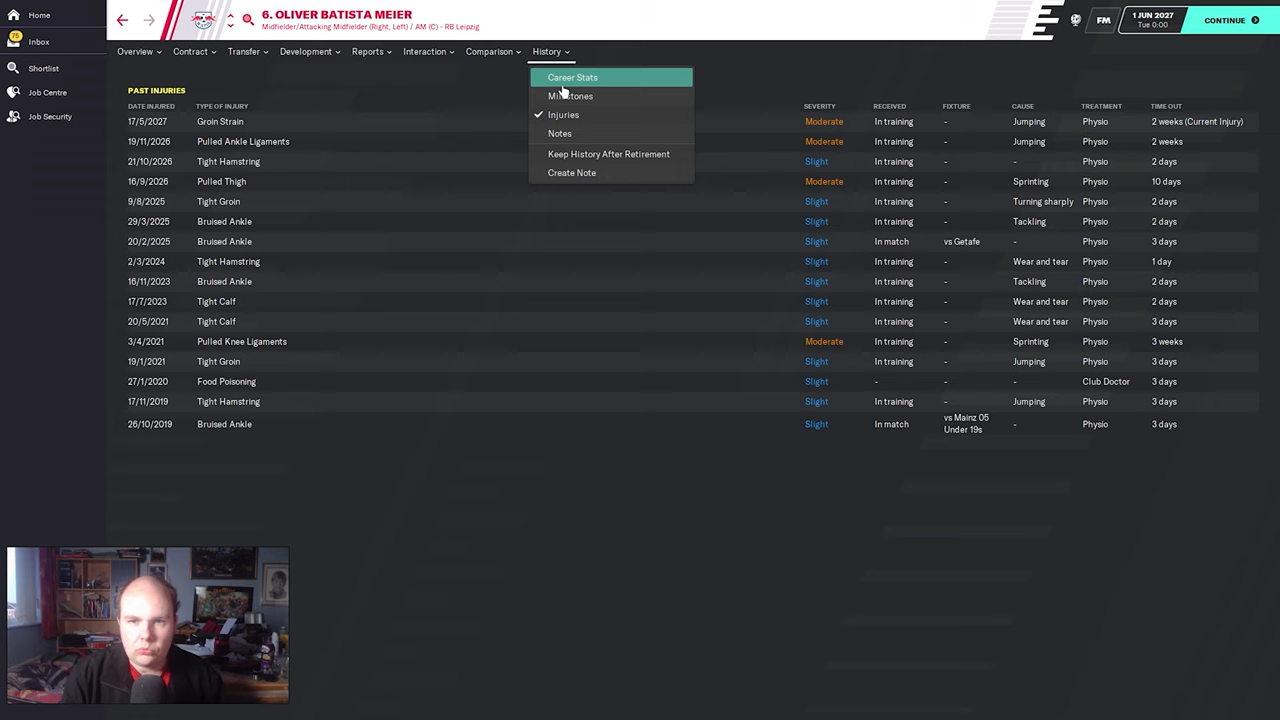 Home
6. OLIVER BATISTA MEIER
Midfielder/Attacking Midfielder (Right, Left) / AM (C) - RB Leipzig
FM
1 JUN 2027
Tue 0:00
CONTINUE
75
Inbox
Shortlist
Job Centre
Job Security
Overview Contract Transfer Development Reports Interaction Comparison History
Career Stats
Milestones
Injuries
Notes
Keep History After Retirement
Create Note
PAST INJURIES
DATE INJURED TYPE OF INJURY SEVERITY RECEIVED FIXTURE CAUSE TREATMENT TIME OUT
17/5/2027 Groin Strain Moderate In training - Jumping Physio 2 weeks (Current Injury)
19/11/2026 Pulled Ankle Ligaments Moderate In training - Jumping Physio 2 weeks
21/10/2026 Tight Hamstring Slight In training - - Physio 2 days
16/9/2026 Pulled Thigh Moderate In training - Sprinting Physio 10 days
9/8/2025 Tight Groin Slight In training - Turning sharply Physio 2 days
29/3/2025 Bruised Ankle Slight In training - Tackling Physio 2 days
20/2/2025 Bruised Ankle Slight In match vs Getafe - Physio 3 days
2/3/2024 Tight Hamstring Slight In training - Wear and tear Physio 1 day
16/11/2023 Bruised Ankle Slight In training - Tackling Physio 2 days
17/7/2023 Tight Calf Slight In training - Wear and tear Physio 2 days
20/5/2021 Tight Calf Slight In training - Wear and tear Physio 3 days
3/4/2021 Pulled Knee Ligaments Moderate In training - Sprinting Physio 3 weeks
19/1/2021 Tight Groin Slight In training - Jumping Physio 3 days
27/1/2020 Food Poisoning Slight - - - Club Doctor 3 days
17/11/2019 Tight Hamstring Slight In training - Jumping Physio 3 days
26/10/2019 Bruised Ankle Slight In match vs Mainz 05 Under 19s - Physio 3 days